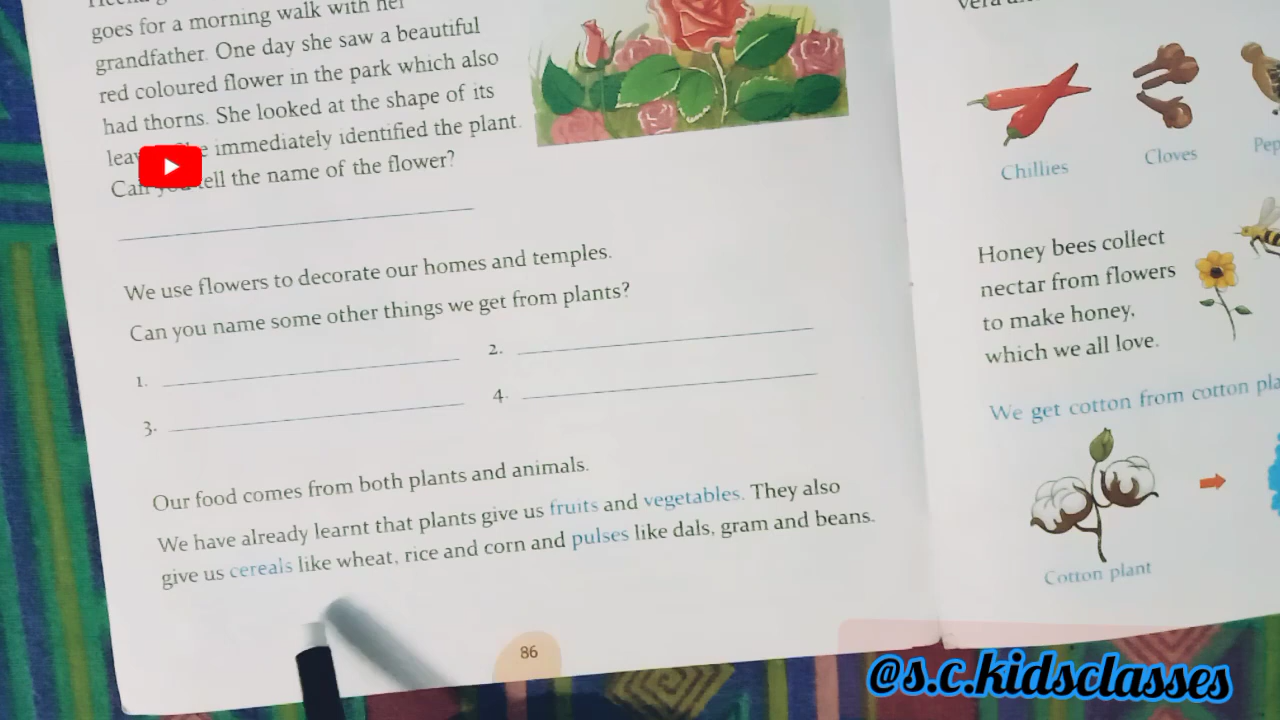 goes for a morning walk with her
grandfather. One day she saw a beautiful
red coloured flower in the park which also
had thorns. She looked at the shape of its
immediately identified the plant.
tell the name of the flower?
We use flowers to decorate our homes and temples.
Can you name some other things we get from plants?
1.
2.
3.
4.
Our food comes from both plants and animals.
We have already learnt that plants give us fruits and vegetables. They also
give us cereals like wheat, rice and corn and pulses like dals, gram and beans.
86
Chillies
Cloves
Honey bees collect
nectar from flowers
to make honey,
which we all love.
We get cotton from cotton
Cotton plant
@s.c.kidsclasses